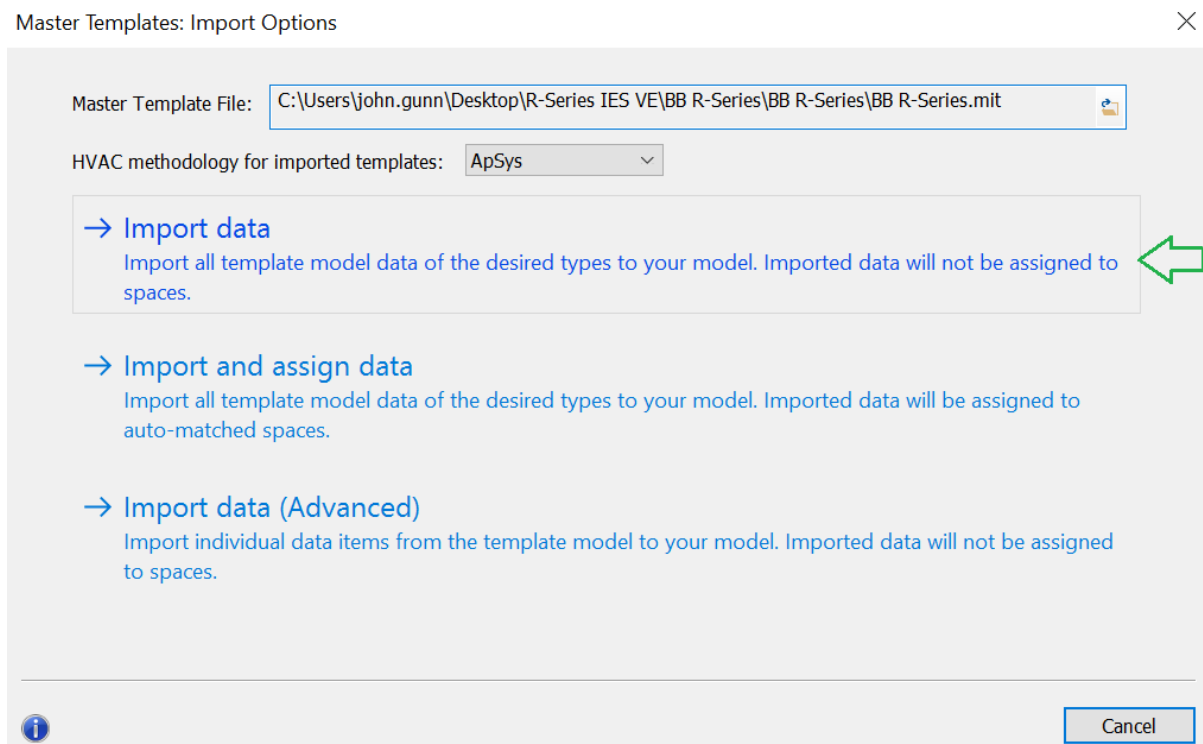 Master Templates: Import Options
Master Template File: C:\Users\john.gunn\Desktop\R-Series IES VE\BB R-Series\BB R-Series\BB R-Series.mit
HVAC methodology for imported templates: ApSys
Import data
Import all template model data of the desired types to your model. Imported data will not be assigned to
spaces.
Import and assign data
Import all template model data of the desired types to your model. Imported data will be assigned to
auto-matched spaces.
Import data (Advanced)
Import individual data items from the template model to your model. Imported data will not be assigned
to spaces.
Cancel